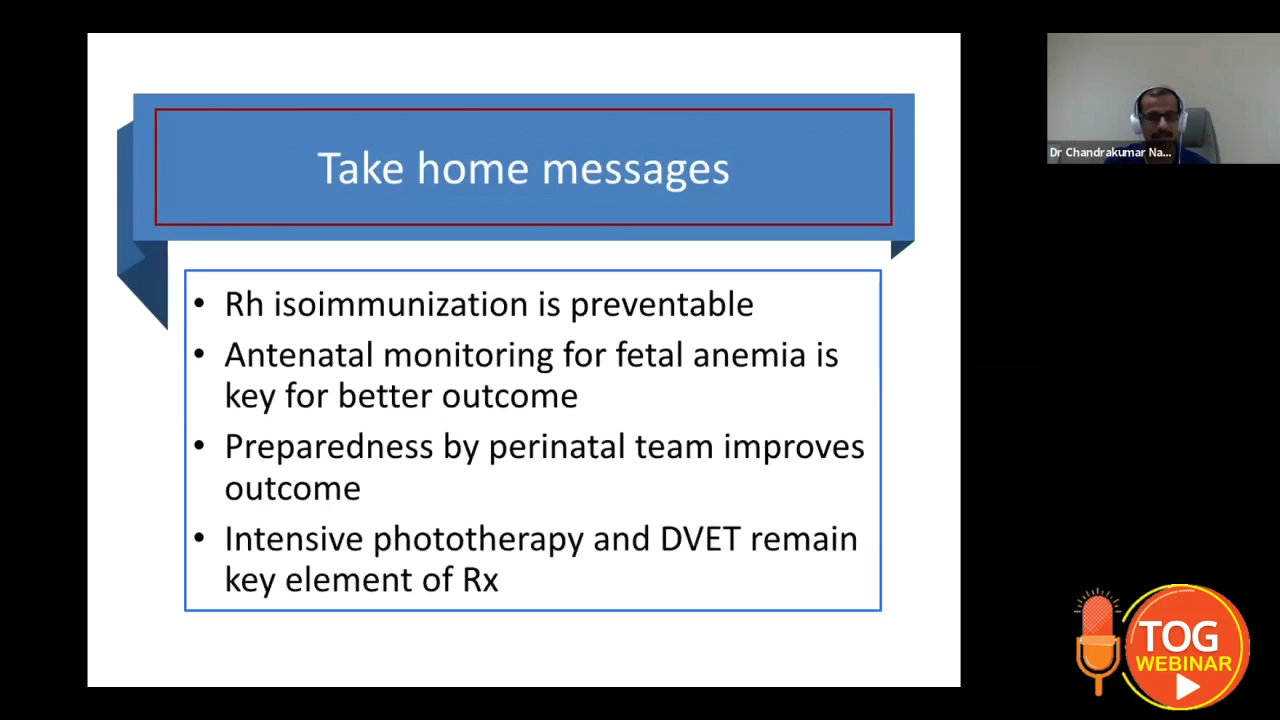 Take home messages
• Rh isoimmunization is preventable
• Antenatal monitoring for fetal anemia is
key for better outcome
• Preparedness by perinatal team improves
outcome
• Intensive phototherapy and DVET remain
key element of Rx
Dr Chandrakumar Na...
TOG
WEBINAR